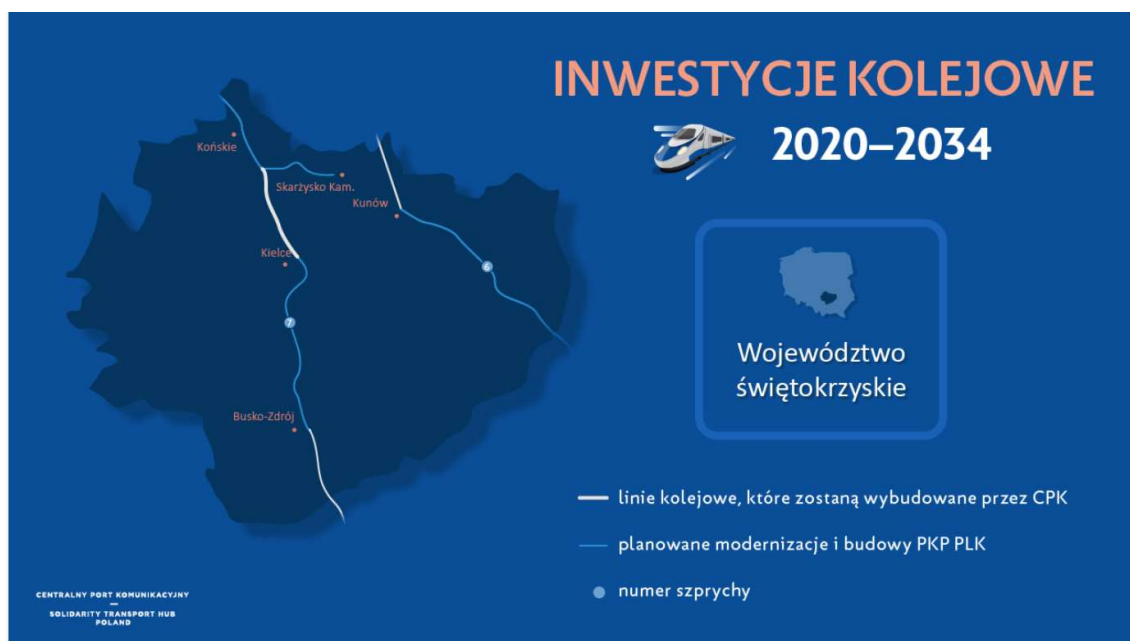 INWESTYCJE KOLEJOWE
2020–2034
Końskie
Skarżysko Kam.
Kunów
Kielce
6
7
Busko-Zdrój
Województwo
świętokrzyskie
linie kolejowe, które zostaną wybudowane przez CPK
planowane modernizacje i budowy PKP PLK
numer szprychy
CENTRALNY PORT KOMUNIKACYJNY
SOLIDARITY TRANSPORT HUB
POLAND